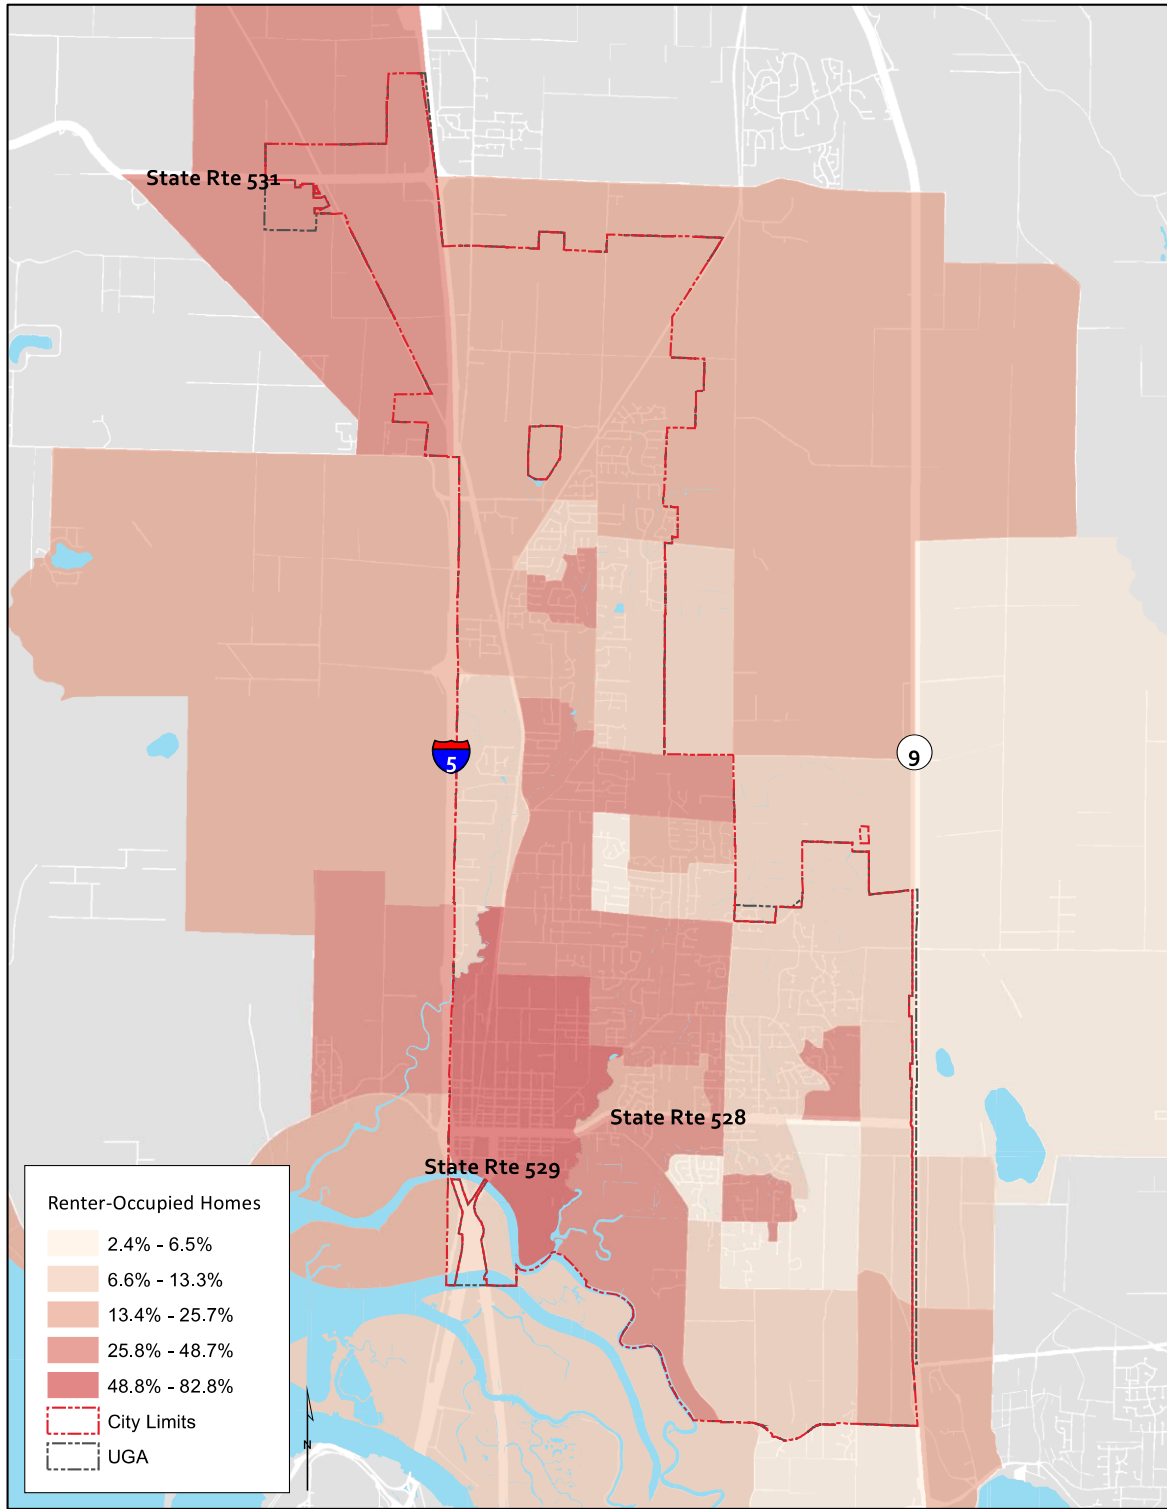 State Rte 531
5
9
State Rte 528
State Rte 529
Renter-Occupied Homes
2.4% - 6.5%
6.6% - 13.3%
13.4% - 25.7%
25.8% - 48.7%
48.8% - 82.8%
City Limits
UGA
N